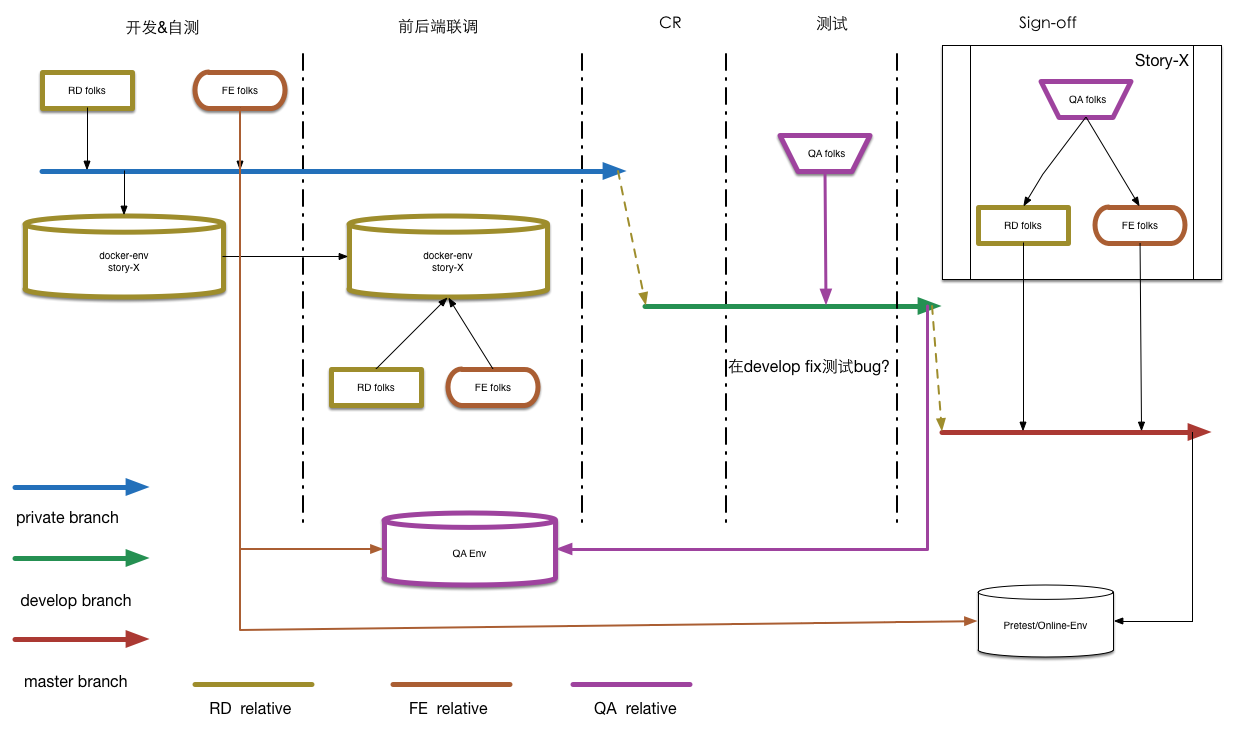 开发&自测
前后端联调
CR
测试
Sign-off
Story-X
RD folks
FE folks
QA folks
QA folks
docker-env
story-X
docker-env
story-X
RD folks
FE folks
RD folks
FE folks
在develop fix测试bug?
private branch
QA Env
develop branch
Pretest/Online-Env
master branch
RD relative
FE relative
QA relative